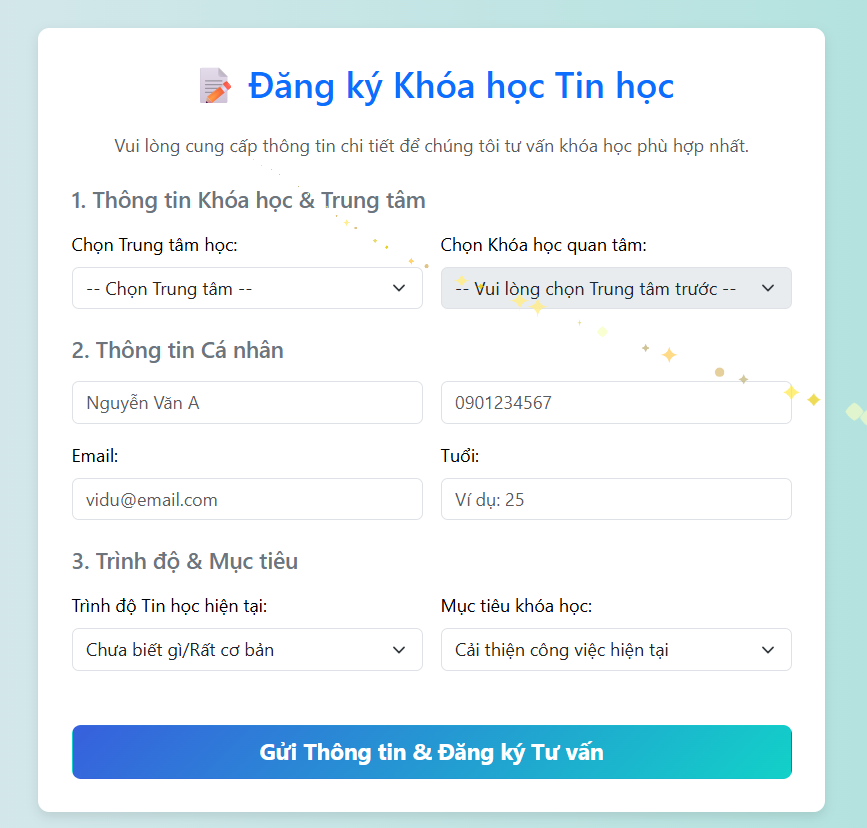 Đăng ký Khóa học Tin học
Vui lòng cung cấp thông tin chi tiết để chúng tôi tư vấn khóa học phù hợp nhất.
1. Thông tin Khóa học & Trung tâm
Chọn Trung tâm học:
-- Chọn Trung tâm --
Chọn Khóa học quan tâm:
-- Vui lòng chọn Trung tâm trước --
2. Thông tin Cá nhân
Nguyễn Văn A
0901234567
Email:
vidu@email.com
Tuổi:
Ví dụ: 25
3. Trình độ & Mục tiêu
Trình độ Tin học hiện tại:
Chưa biết gì/Rất cơ bản
Mục tiêu khóa học:
Cải thiện công việc hiện tại
Gửi Thông tin & Đăng ký Tư vấn